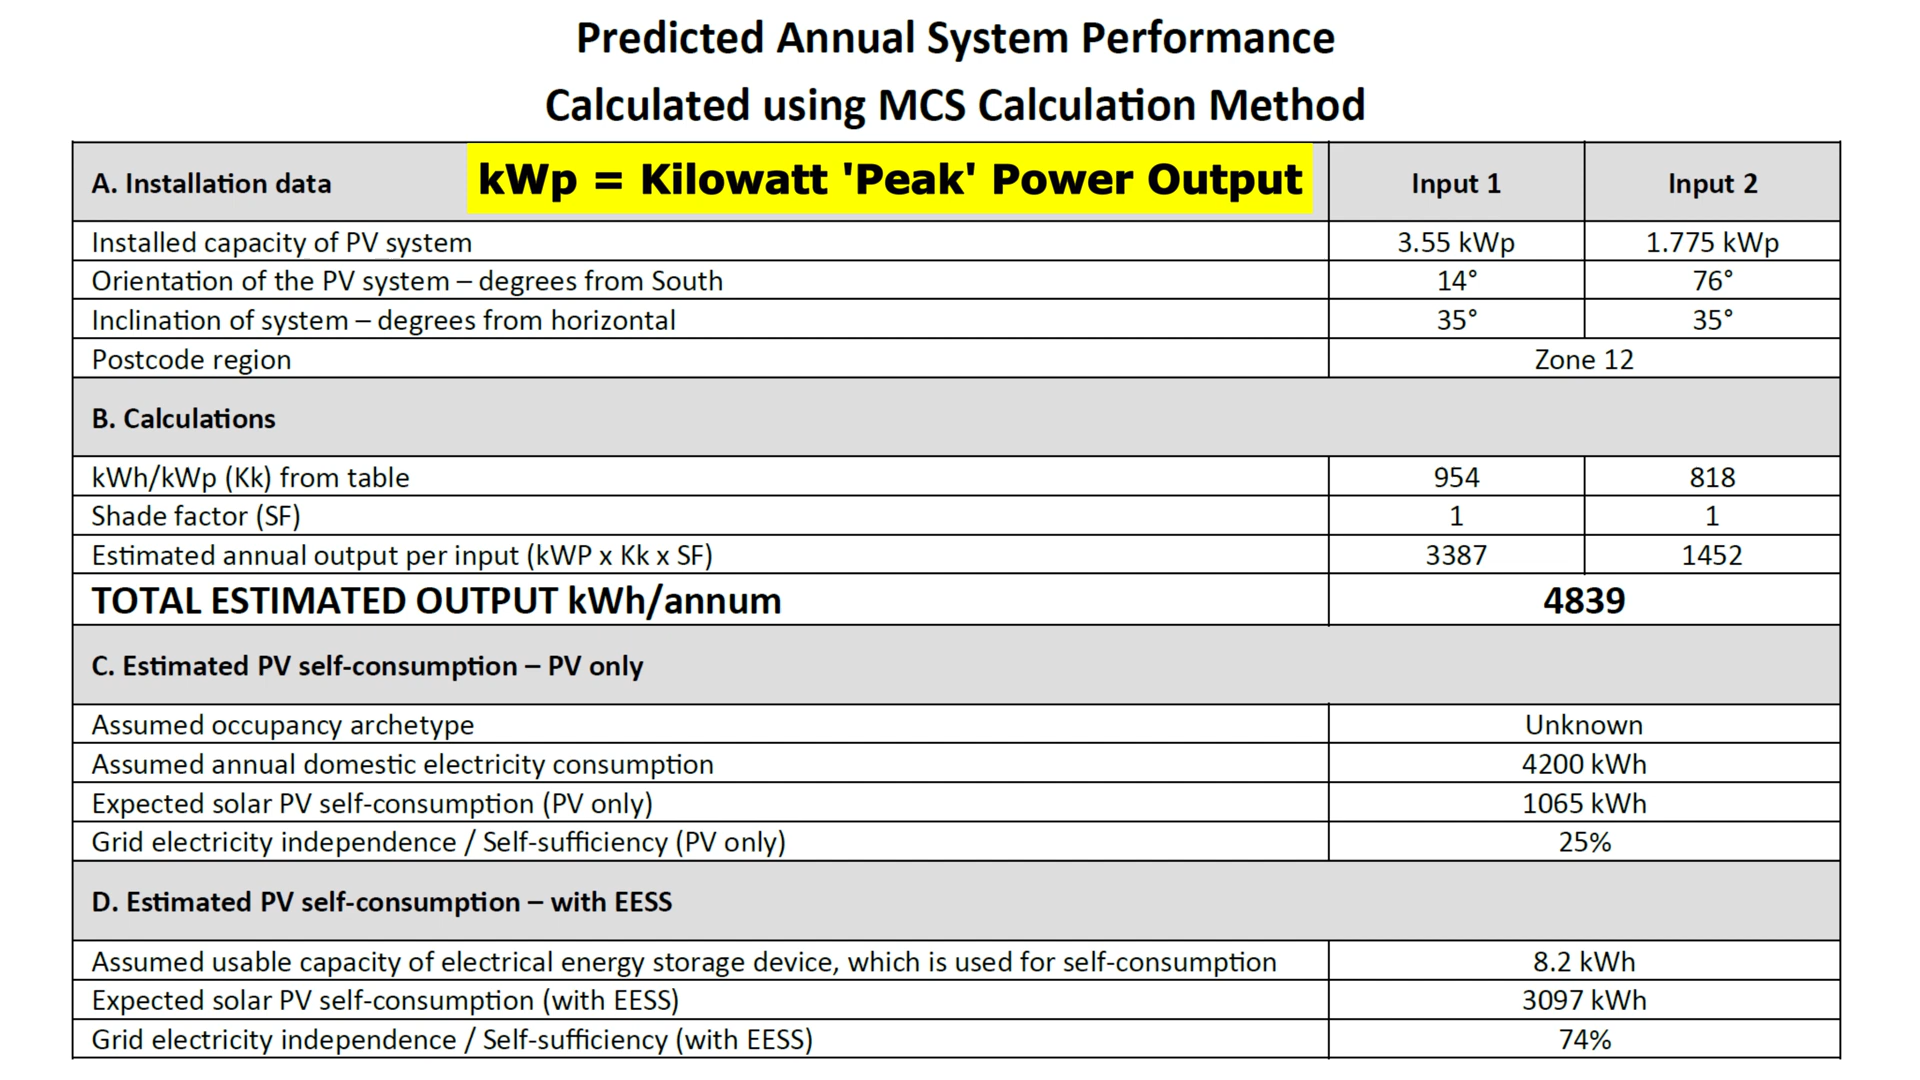 Predicted Annual System Performance
Calculated using MCS Calculation Method
A. Installation data kWp = Kilowatt 'Peak' Power Output Input 1 Input 2
Installed capacity of PV system 3.55 kWp 1.775 kWp
Orientation of the PV system – degrees from South 14° 76°
Inclination of system – degrees from horizontal 35° 35°
Postcode region Zone 12
B. Calculations
kWh/kWp (Kk) from table 954 818
Shade factor (SF) 1 1
Estimated annual output per input (kWP x Kk x SF) 3387 1452
TOTAL ESTIMATED OUTPUT kWh/annum 4839
C. Estimated PV self-consumption – PV only
Assumed occupancy archetype Unknown
Assumed annual domestic electricity consumption 4200 kWh
Expected solar PV self-consumption (PV only) 1065 kWh
Grid electricity independence / Self-sufficiency (PV only) 25%
D. Estimated PV self-consumption – with EESS
Assumed usable capacity of electrical energy storage device, which is used for self-consumption 8.2 kWh
Expected solar PV self-consumption (with EESS) 3097 kWh
Grid electricity independence / Self-sufficiency (with EESS) 74%